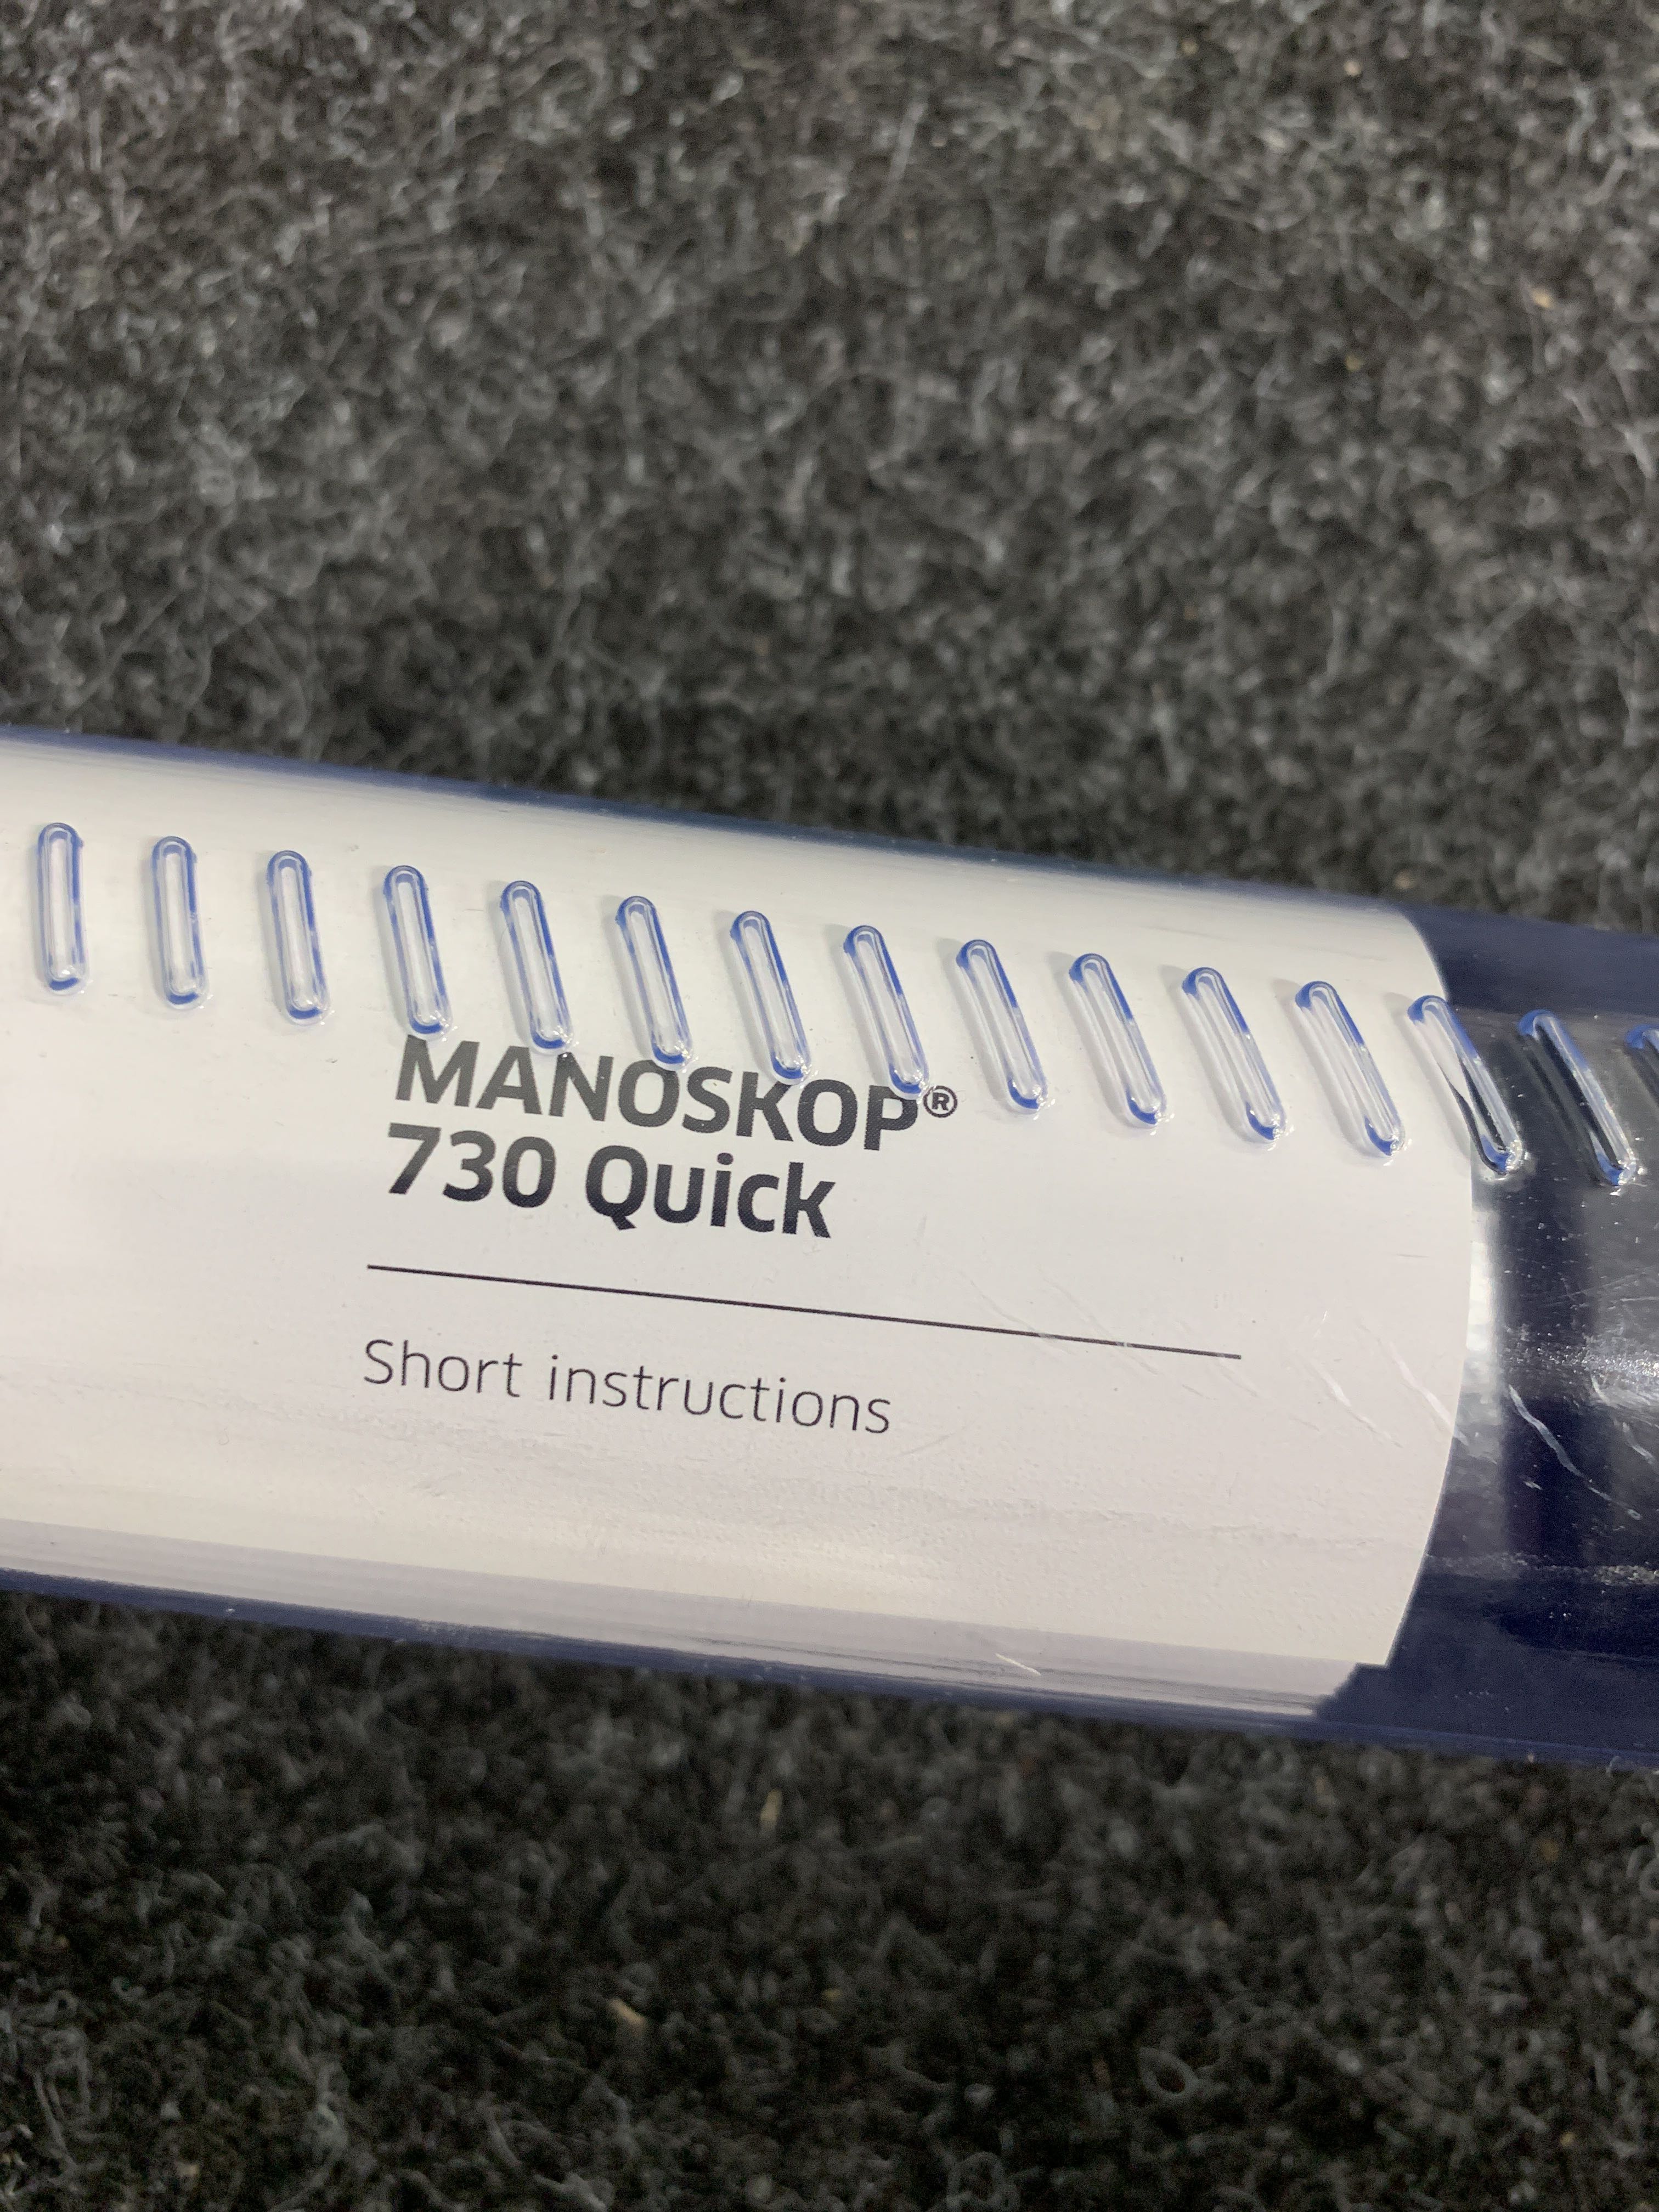 MANOSKOP®
730 Quick
Short instructions